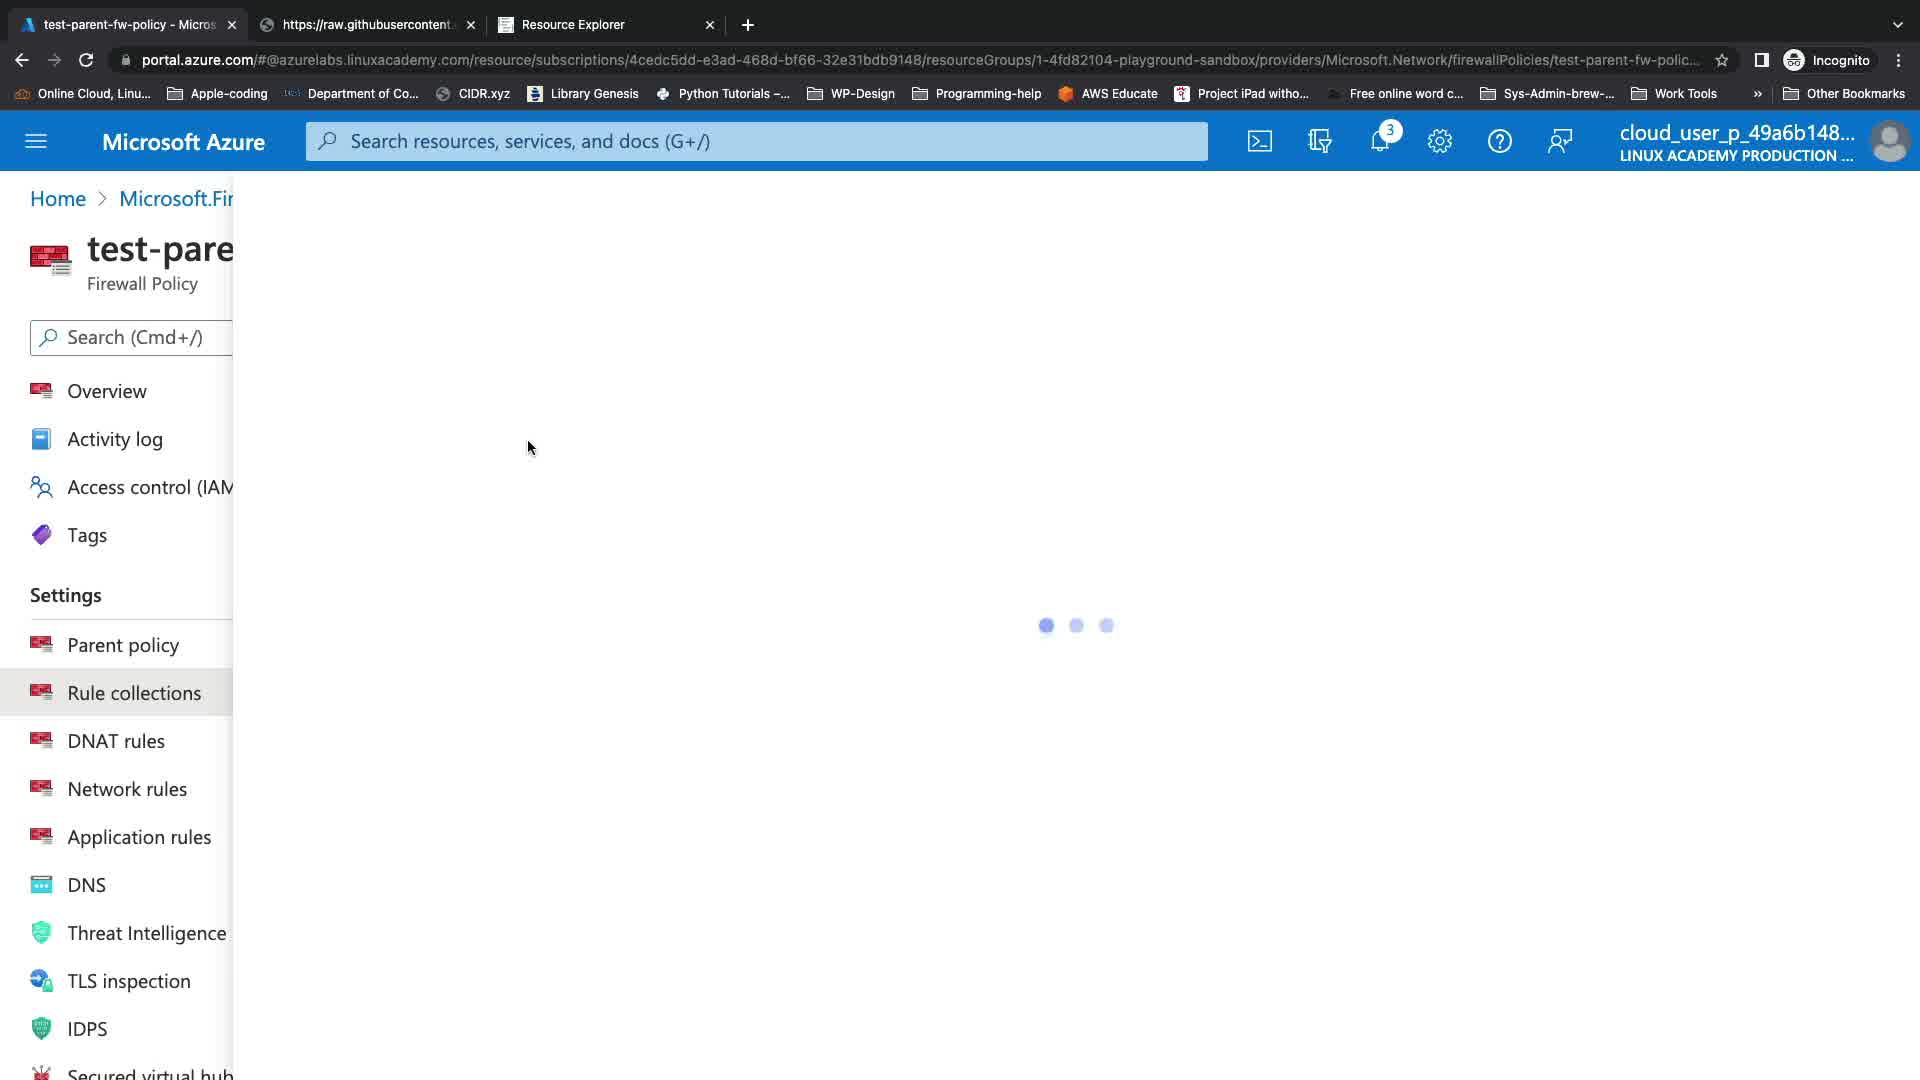 test-parent-fw-policy - Micros
https://raw.githubusercontent.
Resource Explorer
portal.azure.com/#@azurelabs.linuxacademy.com/resource/subscriptions/4cedc5dd-e3ad-468d-bf66-32e31bdb9148/resourceGroups/1-4fd82104-playground-sandbox/providers/Microsoft.Network/firewallPolicies/test-parent-fw-polic...
Incognito
Online Cloud, Linu...
Apple-coding
Department of Co...
CIDR.xyz
Library Genesis
Python Tutorials –...
WP-Design
Programming-help
AWS Educate
Project iPad witho...
Free online word c...
Sys-Admin-brew-...
Work Tools
»
Other Bookmarks
Microsoft Azure
Search resources, services, and docs (G+/)
3
cloud_user_p_49a6b148...
LINUX ACADEMY PRODUCTION ...
Home > Microsoft.Fir
test-pare
Firewall Policy
Search (Cmd+/)
Overview
Activity log
Access control (IAM
Tags
Settings
Parent policy
Rule collections
DNAT rules
Network rules
Application rules
DNS
Threat Intelligence
TLS inspection
IDPS
Secured virtual hub